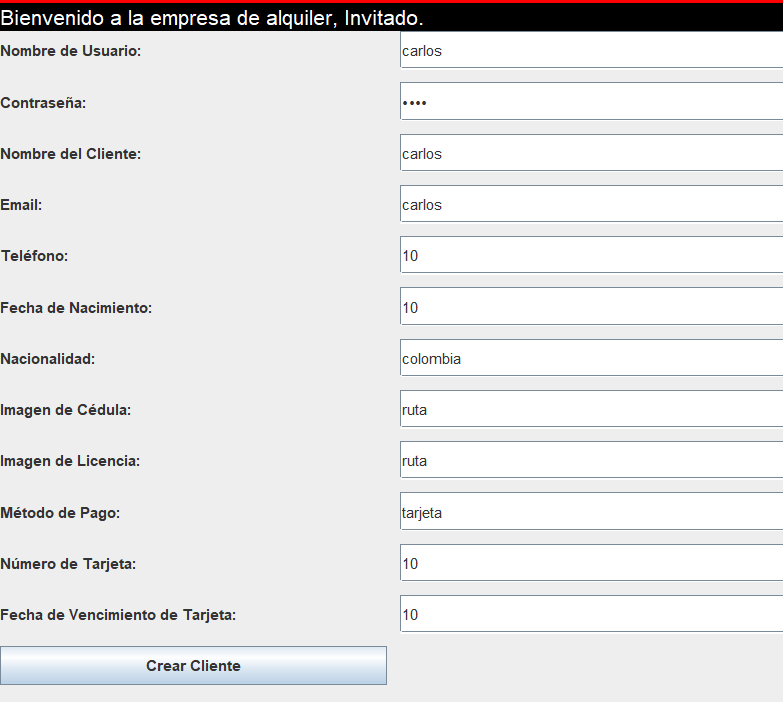 Bienvenido a la empresa de alquiler, Invitado.
Nombre de Usuario: carlos
Contraseña: ••••
Nombre del Cliente: carlos
Email: carlos
Teléfono: 10
Fecha de Nacimiento: 10
Nacionalidad: colombia
Imagen de Cédula: ruta
Imagen de Licencia: ruta
Método de Pago: tarjeta
Número de Tarjeta: 10
Fecha de Vencimiento de Tarjeta: 10
Crear Cliente